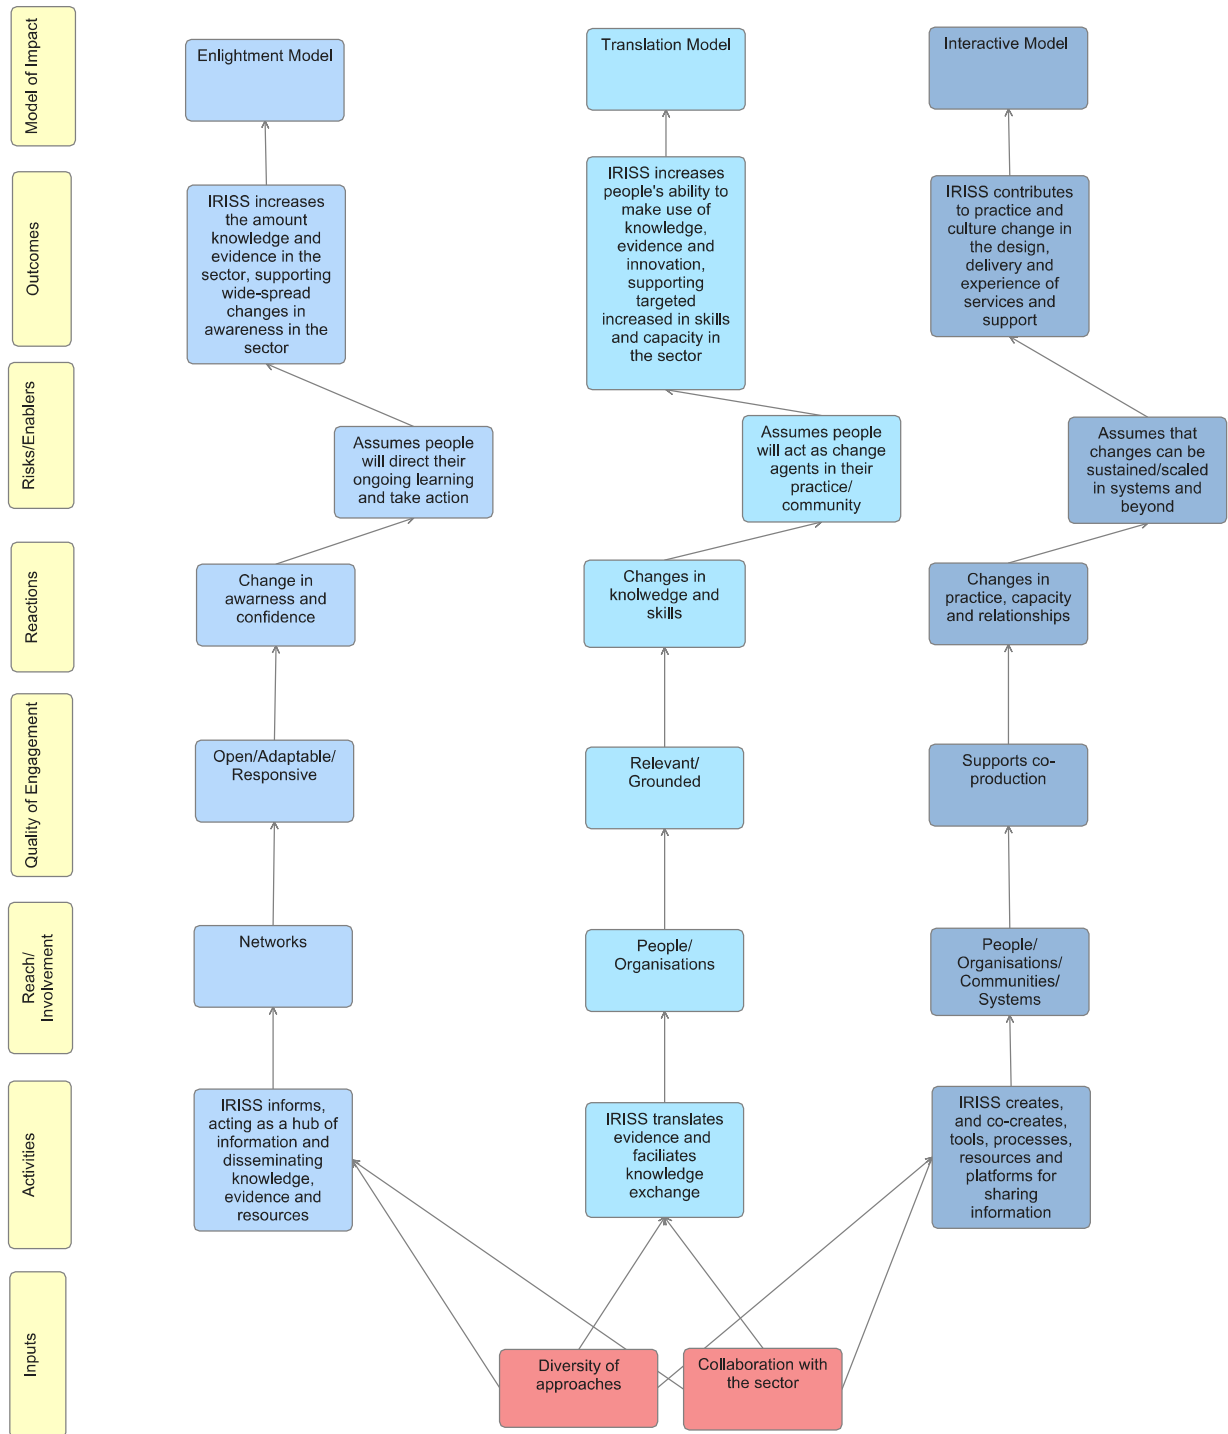 Model of Impact
Enlightment Model
Translation Model
Interactive Model
Outcomes
IRISS increases
the amount
knowledge and
evidence in the
sector, supporting
wide-spread
changes in
awareness in the
sector
IRISS increases
people's ability to
make use of
knowledge,
evidence and
innovation,
supporting
targeted
increased in skills
and capacity in
the sector
IRISS contributes
to practice and
culture change in
the design,
delivery and
experience of
services and
support
Risks/Enablers
Assumes people
will direct their
ongoing learning
and take action
Assumes people
will act as change
agents in their
practice/
community
Assumes that
changes can be
sustained/scaled
in systems and
beyond
Reactions
Change in
awarness and
confidence
Changes in
knolwedge and
skills
Changes in
practice, capacity
and relationships
Quality of Engagement
Open/Adaptable/
Responsive
Relevant/
Grounded
Supports co-
production
Reach/
Involvement
Networks
People/
Organisations
People/
Organisations/
Communities/
Systems
Activities
IRISS informs,
acting as a hub of
information and
disseminating
knowledge,
evidence and
resources
IRISS translates
evidence and
faciliates
knowledge
exchange
IRISS creates,
and co-creates,
tools, processes,
resources and
platforms for
sharing
information
Inputs
Diversity of
approaches
Collaboration with
the sector